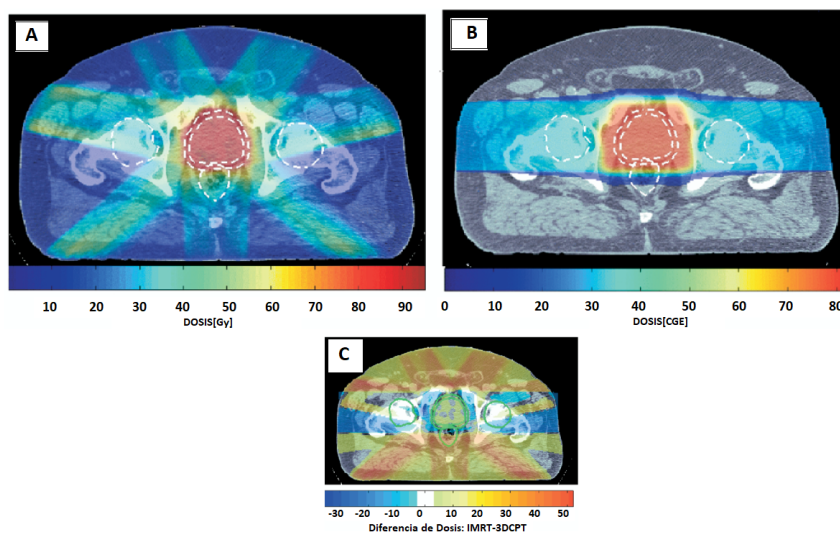 A
B
10 20 30 40 50 60 70 80 90
DOSIS[Gy]
0 10 20 30 40 50 60 70 80
DOSIS[CGE]
C
-30 -20 -10 0 10 20 30 40 50
Diferencia de Dosis: IMRT-3DCPT